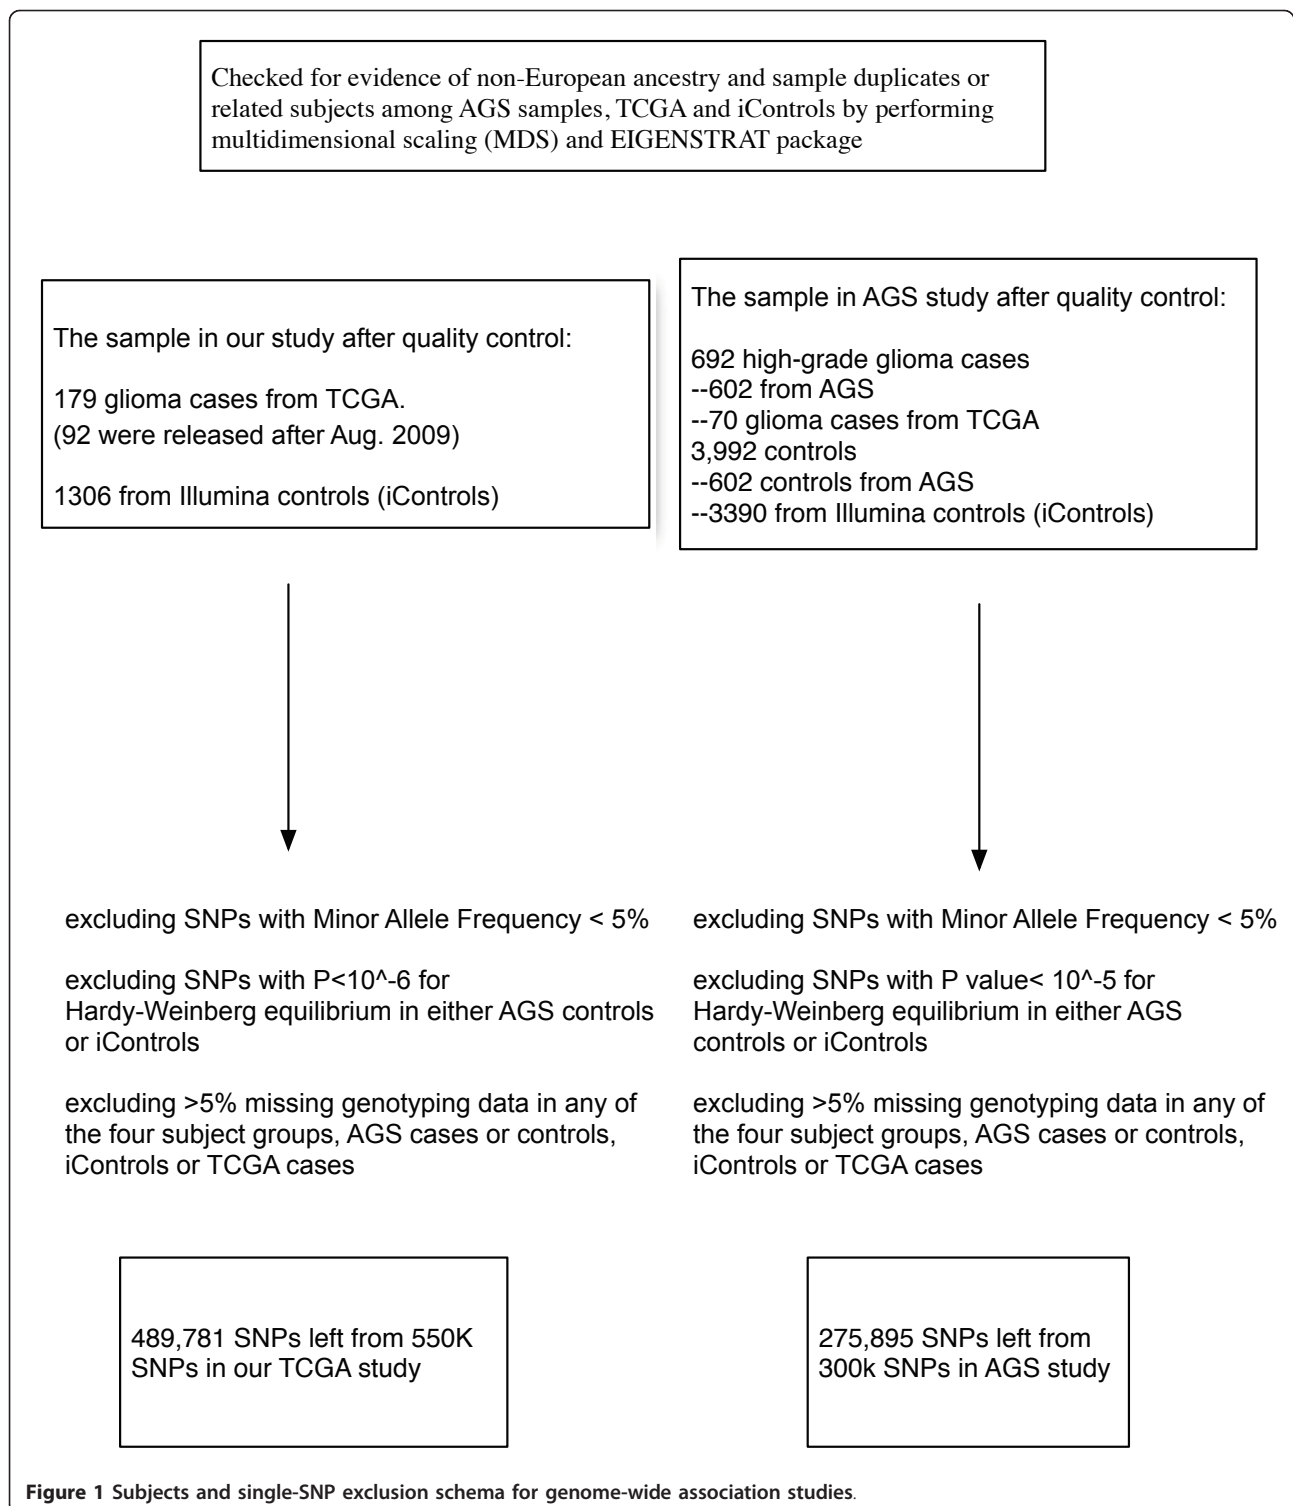 Checked for evidence of non-European ancestry and sample duplicates or
related subjects among AGS samples, TCGA and iControls by performing
multidimensional scaling (MDS) and EIGENSTRAT package
The sample in our study after quality control:
179 glioma cases from TCGA.
(92 were released after Aug. 2009)
1306 from Illumina controls (iControls)
The sample in AGS study after quality control:
692 high-grade glioma cases
--602 from AGS
--70 glioma cases from TCGA
3,992 controls
--602 controls from AGS
--3390 from Illumina controls (iControls)
excluding SNPs with Minor Allele Frequency < 5%
excluding SNPs with P<10^-6 for
Hardy-Weinberg equilibrium in either AGS controls
or iControls
excluding >5% missing genotyping data in any of
the four subject groups, AGS cases or controls,
iControls or TCGA cases
excluding SNPs with Minor Allele Frequency < 5%
excluding SNPs with P value< 10^-5 for
Hardy-Weinberg equilibrium in either AGS
controls or iControls
excluding >5% missing genotyping data in any of
the four subject groups, AGS cases or controls,
iControls or TCGA cases
489,781 SNPs left from 550K
SNPs in our TCGA study
275,895 SNPs left from
300k SNPs in AGS study
Figure 1 Subjects and single-SNP exclusion schema for genome-wide association studies.